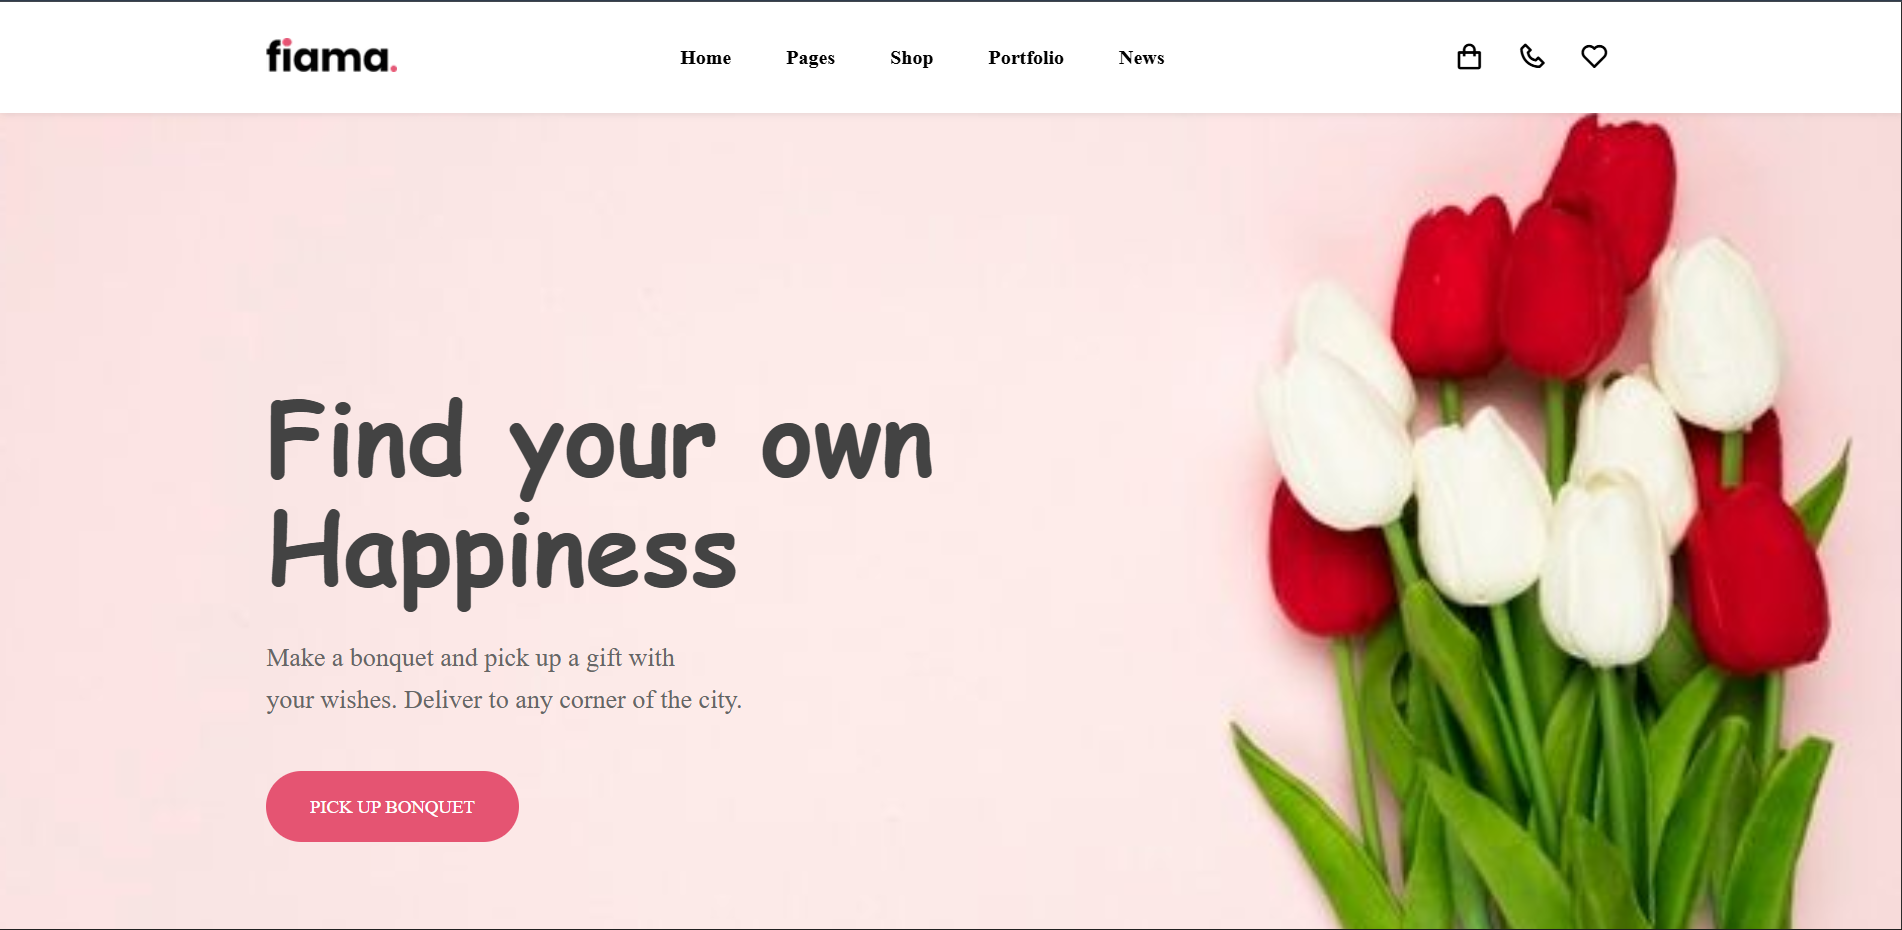 fiama.
Home Pages Shop Portfolio News
Find your own
Happiness
Make a bonquet and pick up a gift with
your wishes. Deliver to any corner of the city.
PICK UP BONQUET